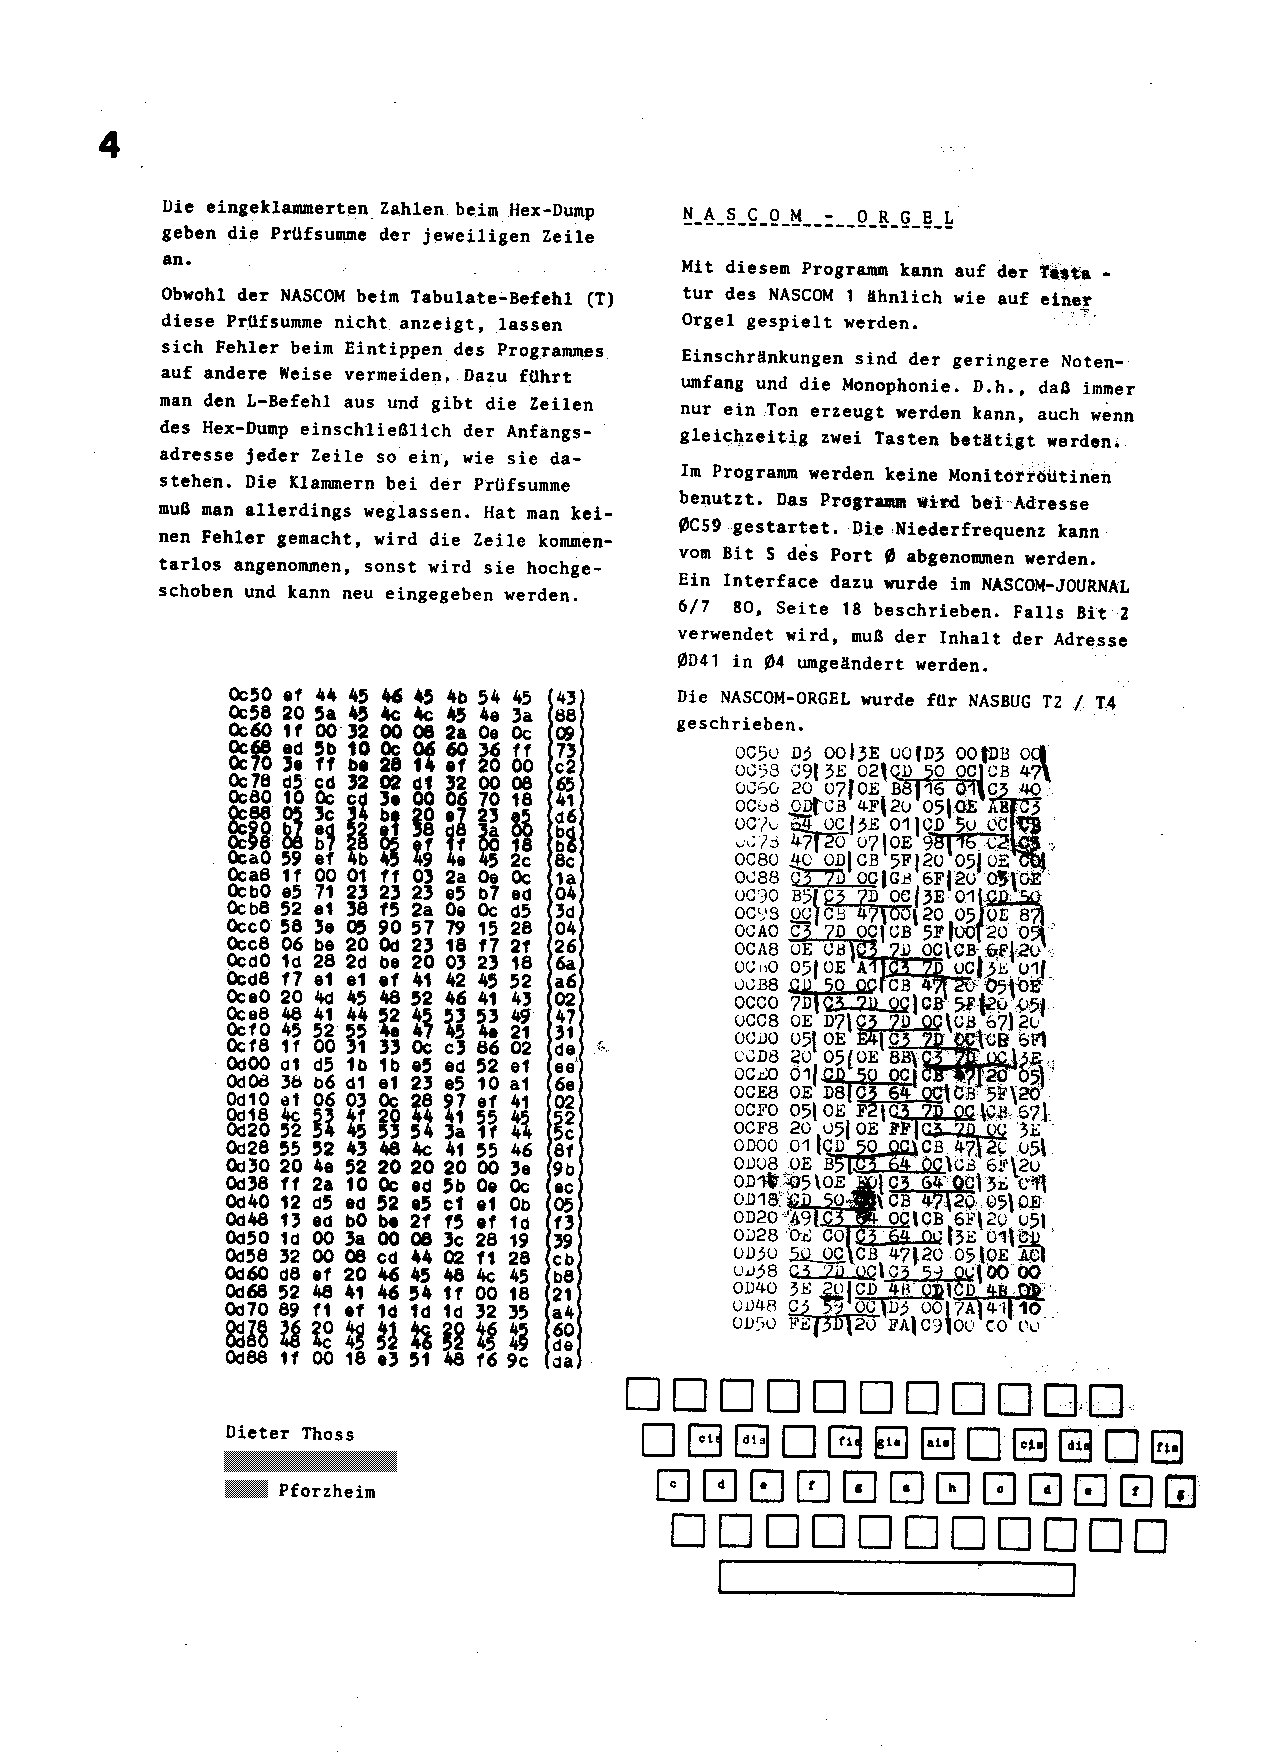 4
Die eingeklammerten Zahlen beim Hex-Dump
geben die Prüfsumme der jeweiligen Zeile
an.
Obwohl der NASCOM beim Tabulate-Befehl (T)
diese Prüfsumme nicht anzeigt, lassen
sich Fehler beim Eintippen des Programmes
auf andere Weise vermeiden. Dazu führt
man den L-Befehl aus und gibt die Zeilen
des Hex-Dump einschließlich der Anfangs-
adresse jeder Zeile so ein, wie sie da-
stehen. Die Klammern bei der Prüfsumme
muß man allerdings weglassen. Hat man kei-
nen Fehler gemacht, wird die Zeile kommen-
tarlos angenommen, sonst wird sie hochge-
schoben und kann neu eingegeben werden.
0c50 ef 44 45 46 45 4b 54 45 (43)
0c58 20 5a 45 4c 4c 45 4e 3a (88)
0c60 1f 00 32 00 08 2a 0e 0c (09)
0c68 ed 5b 10 0c 06 60 36 ff (73)
0c70 3e ff be 28 14 ef 20 00 (c2)
0c78 d5 cd 32 02 d1 32 00 08 (65)
0c80 10 0c cd 3e 00 06 70 18 (41)
0c88 05 3c 34 be 20 e7 23 e5 (d6)
0c90 b7 ed 52 e1 38 d8 3a 00 (bd)
0c98 08 b7 28 05 ef 1f 00 18 (b6)
0ca0 59 ef 4b 45 49 4e 45 2c (8c)
0ca8 1f 00 01 ff 03 2a 0e 0c (1a)
0cb0 e5 71 23 23 23 e5 b7 ed (04)
0cb8 52 e1 38 f5 2a 0e 0c d5 (3d)
0cc0 58 3e 05 90 57 79 15 28 (04)
0cc8 06 be 20 0d 23 18 f7 2f (26)
0cd0 1d 28 2d be 20 03 23 18 (6a)
0cd8 f7 e1 e1 ef 41 42 45 52 (a6)
0ce0 20 4d 45 48 52 46 41 43 (02)
0ce8 48 41 44 52 45 53 53 49 (47)
0cf0 45 52 55 4e 47 45 4e 21 (31)
0cf8 1f 00 31 33 0c c3 86 02 (de)
0d00 d1 d5 1b 1b e5 ed 52 e1 (ee)
0d08 38 b6 d1 e1 23 e5 10 a1 (6e)
0d10 e1 06 03 0c 28 97 ef 41 (02)
0d18 4c 53 4f 20 44 41 55 45 (52)
0d20 52 54 45 53 54 3a 1f 44 (5c)
0d28 55 52 43 48 4c 41 55 46 (8f)
0d30 20 4e 52 20 20 20 00 3e (9b)
0d38 ff 2a 10 0c ed 5b 0e 0c (ec)
0d40 12 d5 ed 52 e5 c1 e1 0b (05)
0d48 13 ed b0 be 2f f5 ef 1d (f3)
0d50 1d 00 3a 00 08 3c 28 19 (39)
0d58 32 00 08 cd 44 02 f1 28 (cb)
0d60 d8 ef 20 46 45 48 4c 45 (b8)
0d68 52 48 41 46 54 1f 00 18 (21)
0d70 89 f1 ef 1d 1d 1d 32 35 (a4)
0d78 36 20 4d 41 4c 20 46 45 (60)
0d80 48 4c 45 52 46 52 45 49 (de)
0d88 1f 00 18 e3 51 48 f6 9c (da)
Dieter Thoss
Pforzheim
NASCOM - ORGEL
Mit diesem Programm kann auf der Tasta -
tur des NASCOM 1 ähnlich wie auf einer
Orgel gespielt werden.
Einschränkungen sind der geringere Noten-
umfang und die Monophonie. D.h., daß immer
nur ein Ton erzeugt werden kann, auch wenn
gleichzeitig zwei Tasten betätigt werden.
Im Programm werden keine Monitorroutinen
benutzt. Das Programm wird bei Adresse
ØC59 gestartet. Die Niederfrequenz kann
vom Bit 5 des Port Ø abgenommen werden.
Ein Interface dazu wurde im NASCOM-JOURNAL
6/7 80, Seite 18 beschrieben. Falls Bit 2
verwendet wird, muß der Inhalt der Adresse
ØD41 in Ø4 umgeändert werden.
Die NASCOM-ORGEL wurde für NASBUG T2 / T4
geschrieben.
0C50 D3 00 3E 00 D3 00 DB 00
0C58 C9 3E 02 CD 50 0C CB 47
0C60 20 07 0E B8 16 01 C3 40
0C68 0D CB 4F 20 05 0E AB C3
0C70 64 0C 3E 01 CD 50 0C CB
0C78 47 20 07 0E 98 16 C2 C3
0C80 40 0D CB 5F 20 05 0E
0C88 C3 7D 0C CB 6F 20 05 0E
0C90 B5 C3 7D 0C 3E 01 CD 50
0C98 0C CB 47 00 20 05 0E 87
0CA0 C3 7D 0C CB 5F 00 20 05
0CA8 0E CB C3 7D 0C CB 6F 20
0CB0 05 0E A1 C3 7D 0C 3E 01
0CB8 CD 50 0C CB 47 20 05 0E
0CC0 7D C3 7D 0C CB 5F 20 05
0CC8 0E D7 C3 7D 0C CB 67 20
0CD0 05 0E E4 C3 7D 0C CB 6F
0CD8 20 05 0E 8B C3 7D 0C 3E
0CE0 01 CD 50 0C CB 47 20 05
0CE8 0E D8 C3 64 0C CB 5F 20
0CF0 05 0E F2 C3 7D 0C CB 67
0CF8 20 05 0E FF C3 7D 0C 3E
0D00 01 CD 50 0C CB 47 20 05
0D08 0E B5 C3 64 0C CB 6F 20
0D10 05 0E C3 64 0C 3E 01
0D18 CD 50 CB 47 20 05 0E
0D20 A9 C3 64 0C CB 6F 20 05
0D28 0E C0 C3 64 0C 3E 01 CD
0D30 50 0C CB 47 20 05 0E AC
0D38 C3 7D 0C C3 59 0C 00 00
0D40 3E 20 CD 4B 0D CD 4B 0D
0D48 C3 59 0C D3 00 7A 41 10
0D50 FE 3D 20 FA C9 00 00 00
cis dis fis gis ais cis dis fis
c d e f g a h c d e f g